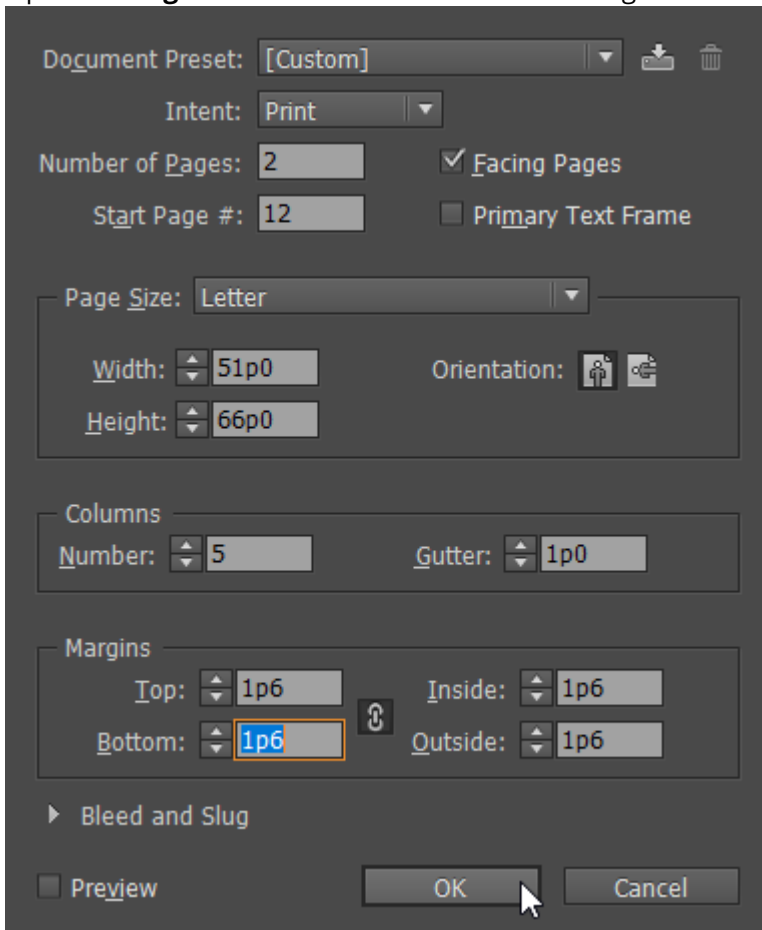 Document Preset: [Custom]
Intent: Print
Number of Pages: 2 Facing Pages
Start Page #: 12 Primary Text Frame
Page Size: Letter
Width: 51p0 Orientation:
Height: 66p0
Columns
Number: 5 Gutter: 1p0
Margins
Top: 1p6 Inside: 1p6
Bottom: 1p6 Outside: 1p6
Bleed and Slug
Preview OK Cancel